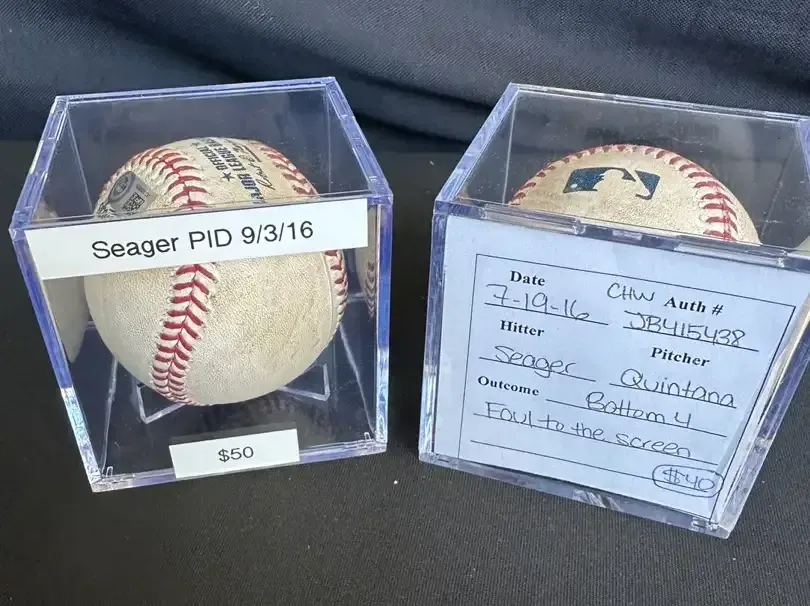 Seager PID 9/3/16
$50
OFFICIAL
Date CHW Auth #
7-19-16 JB415438
Hitter Pitcher
Seager Quintana
Outcome Bottom 4
Foul to the screen
$40